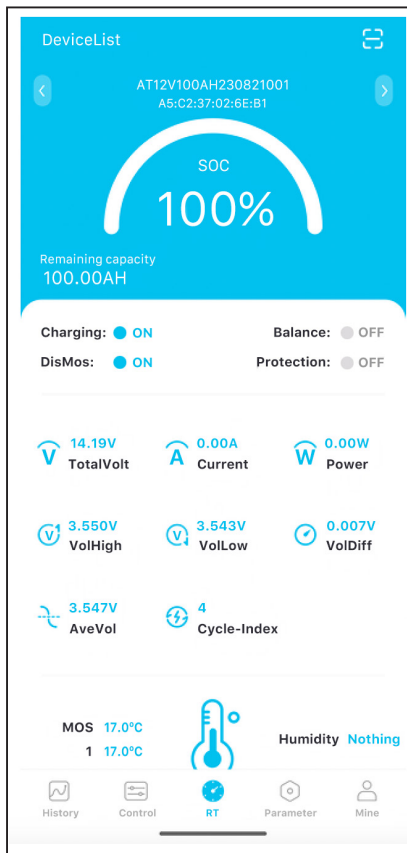 DeviceList
AT12V100AH230821001
A5:C2:37:02:6E:B1
SOC
100%
Remaining capacity
100.00AH
Charging: ON Balance: OFF
DisMos: ON Protection: OFF
V 14.19V A 0.00A W 0.00W
TotalVolt Current Power
V 3.550V V 3.543V 0.007V
VolHigh VolLow VolDiff
3.547V 4
AveVol Cycle-Index
MOS 17.0°C
Humidity Nothing
1 17.0°C
History Control RT Parameter Mine